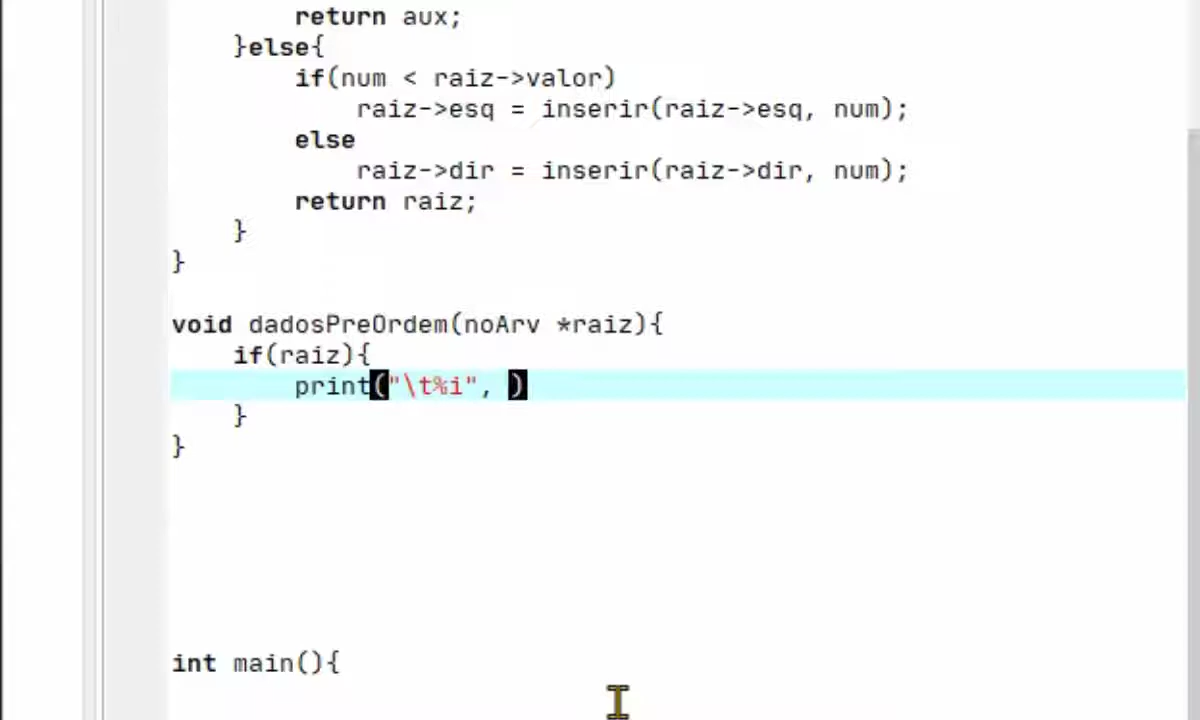 return aux;
}else{
if(num < raiz->valor)
raiz->esq = inserir(raiz->esq, num);
else
raiz->dir = inserir(raiz->dir, num);
return raiz;
}
}
void dadosPreOrdem(noArv *raiz){
if(raiz){
print("\t%i", )
}
}
int main(){